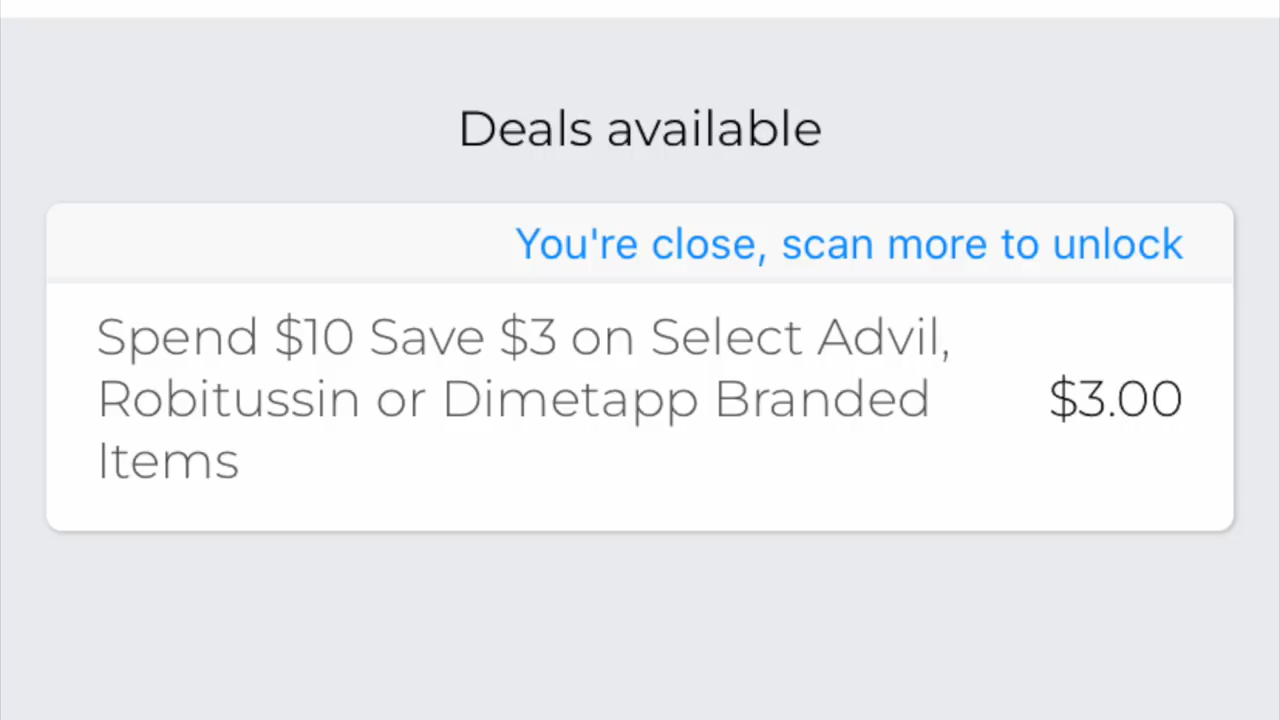 Deals available
You're close, scan more to unlock
Spend $10 Save $3 on Select Advil,
Robitussin or Dimetapp Branded
Items
$3.00